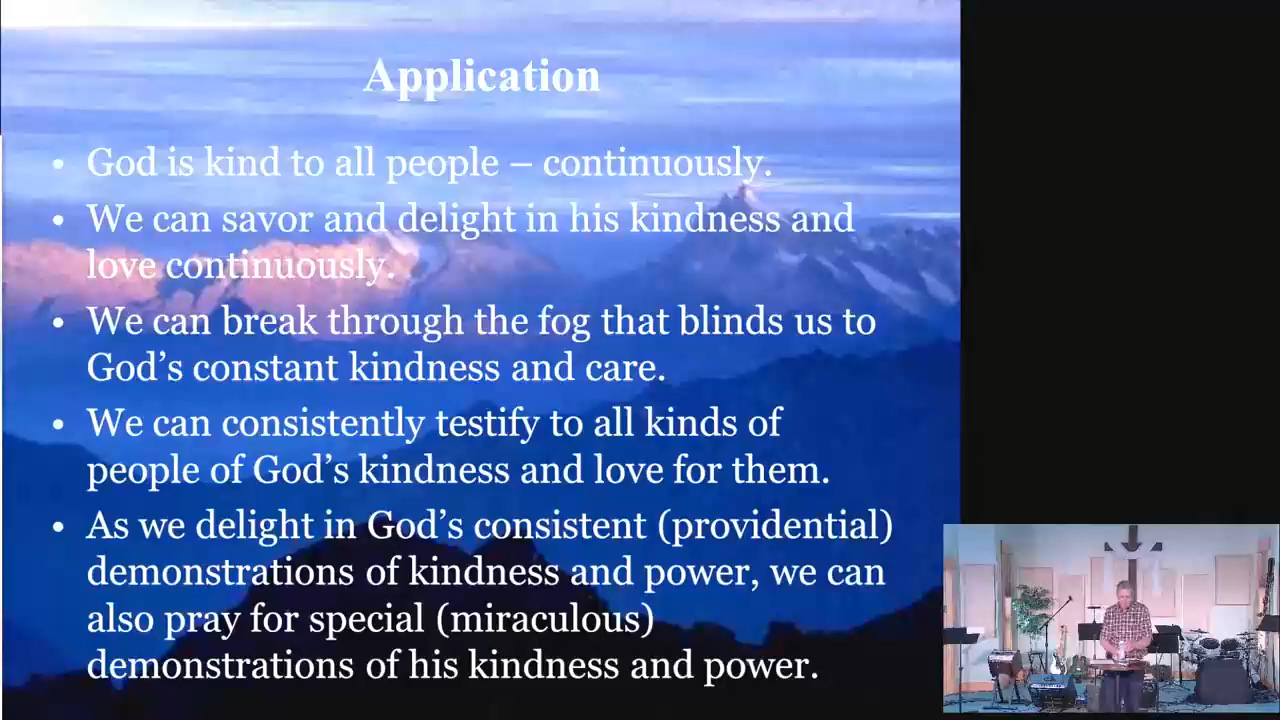 Application
• God is kind to all people – continuously.
• We can savor and delight in his kindness and
love continuously.
• We can break through the fog that blinds us to
God’s constant kindness and care.
• We can consistently testify to all kinds of
people of God’s kindness and love for them.
• As we delight in God’s consistent (providential)
demonstrations of kindness and power, we can
also pray for special (miraculous)
demonstrations of his kindness and power.